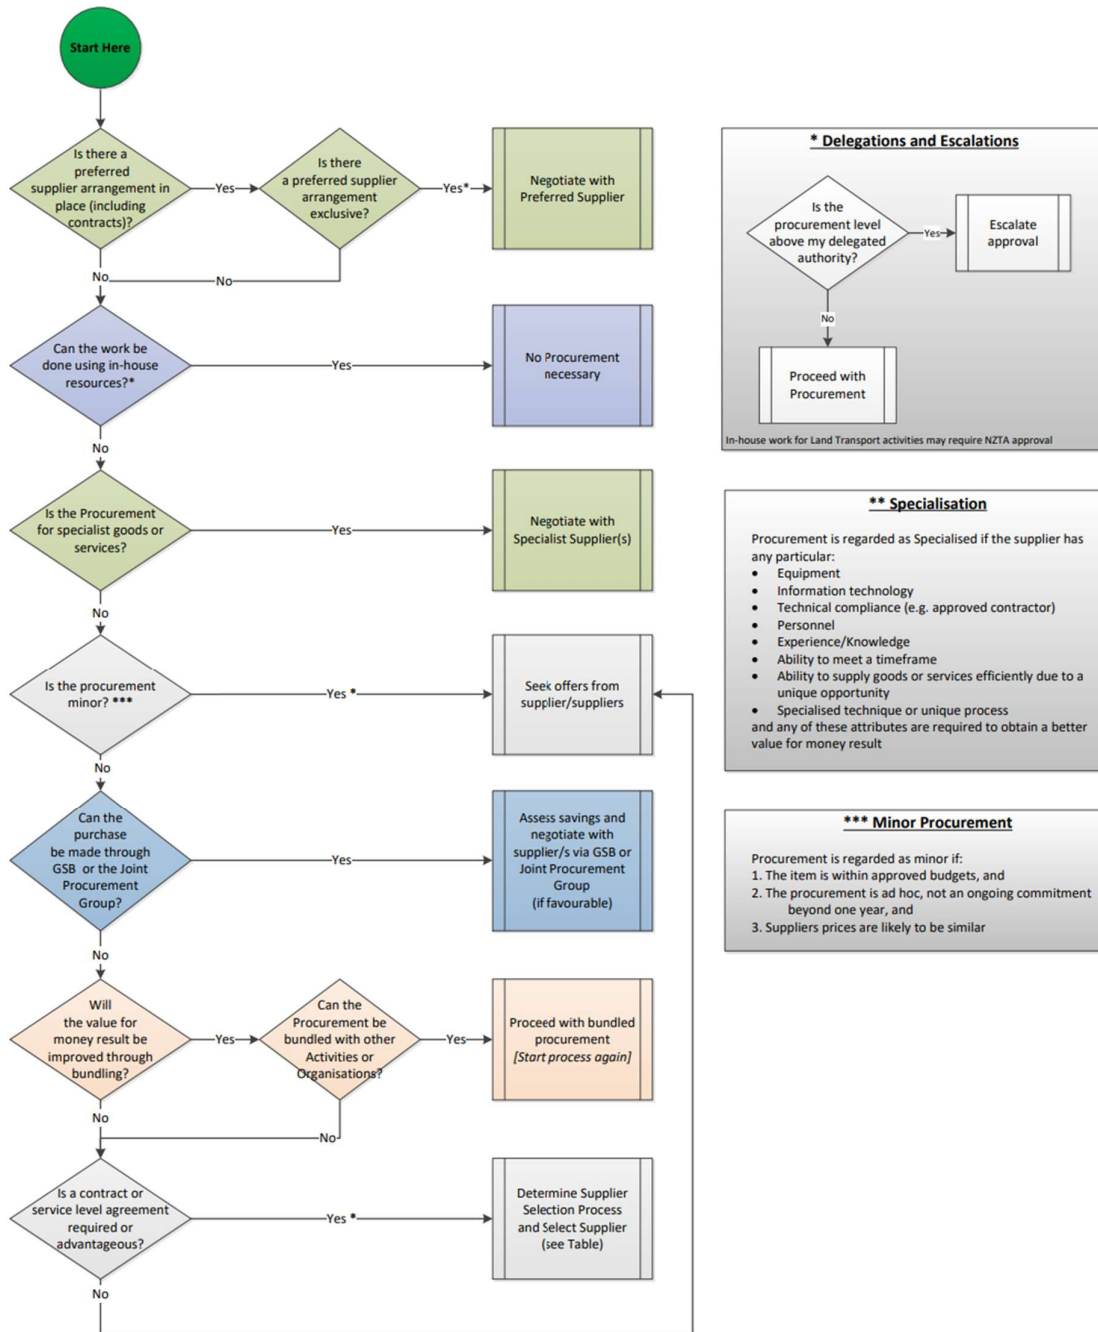 Start Here
Is there a
preferred
supplier arrangement in
place (including
contracts)?
Yes
Is there
a preferred supplier
arrangement
exclusive?
Yes*
Negotiate with
Preferred Supplier
No
No
Can the work be
done using in-house
resources?*
Yes
No Procurement
necessary
No
Is the Procurement
for specialist goods or
services?
Yes
Negotiate with
Specialist Supplier(s)
No
Is the procurement
minor? ***
Yes *
Seek offers from
supplier/suppliers
No
Can the
purchase
be made through
GSB or the Joint
Procurement
Group?
Yes
Assess savings and
negotiate with
supplier/s via GSB or
Joint Procurement
Group
(if favourable)
No
Will
the value for
money result be
improved through
bundling?
Yes
Can the
Procurement be
bundled with other
Activities or
Organisations?
Yes
Proceed with bundled
procurement
[Start process again]
No
No
Is a contract or
service level agreement
required or
advantageous?
Yes *
Determine Supplier
Selection Process
and Select Supplier
(see Table)
No
* Delegations and Escalations
Is the
procurement level
above my delegated
authority?
Yes
Escalate
approval
No
Proceed with
Procurement
In-house work for Land Transport activities may require NZTA approval
** Specialisation
Procurement is regarded as Specialised if the supplier has
any particular:
• Equipment
• Information technology
• Technical compliance (e.g. approved contractor)
• Personnel
• Experience/Knowledge
• Ability to meet a timeframe
• Ability to supply goods or services efficiently due to a
unique opportunity
• Specialised technique or unique process
and any of these attributes are required to obtain a better
value for money result
*** Minor Procurement
Procurement is regarded as minor if:
1. The item is within approved budgets, and
2. The procurement is ad hoc, not an ongoing commitment
beyond one year, and
3. Suppliers prices are likely to be similar